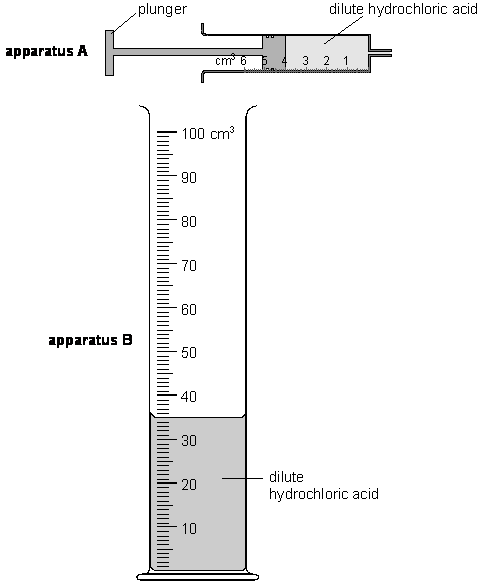 plunger
dilute hydrochloric acid
apparatus A
cm³ 6 5 4 3 2 1
100 cm³
90
80
70
60
50
apparatus B
40
30
dilute
hydrochloric acid
20
10